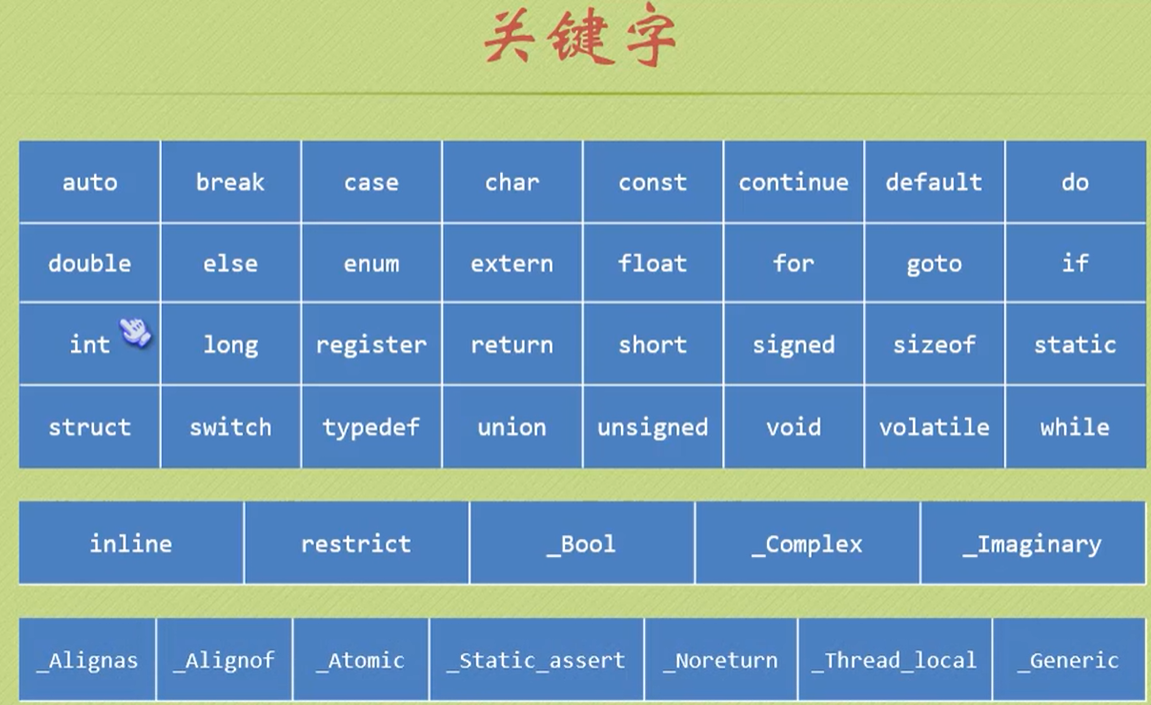 关键字
auto break case char const continue default do
double else enum extern float for goto if
int long register return short signed sizeof static
struct switch typedef union unsigned void volatile while
inline restrict _Bool _Complex _Imaginary
_Alignas _Alignof _Atomic _Static_assert _Noreturn _Thread_local _Generic